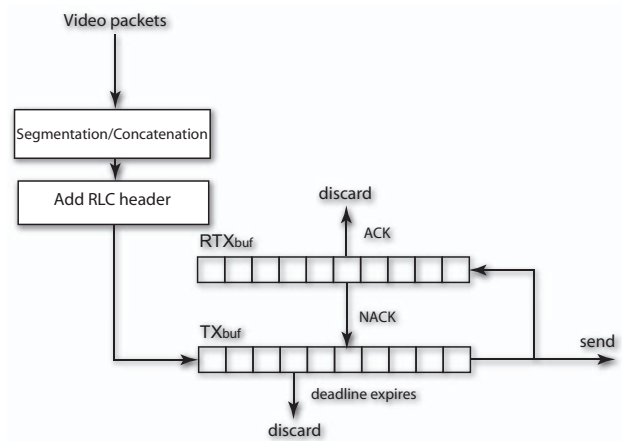 Video packets
Segmentation/Concatenation
Add RLC header
discard
ACK
RTXbuf
NACK
TXbuf
send
deadline expires
discard